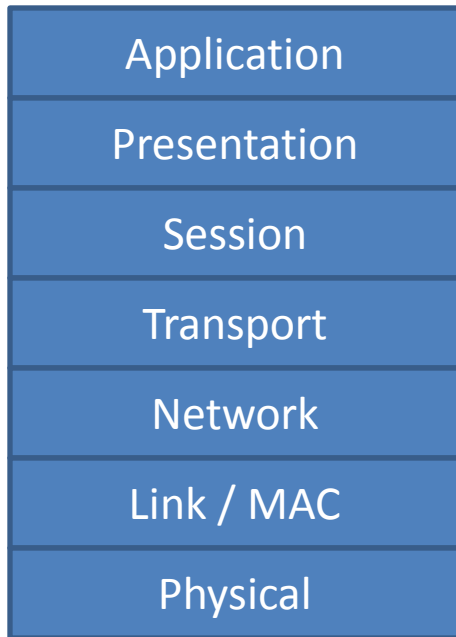 Application
Presentation
Session
Transport
Network
Link / MAC
Physical